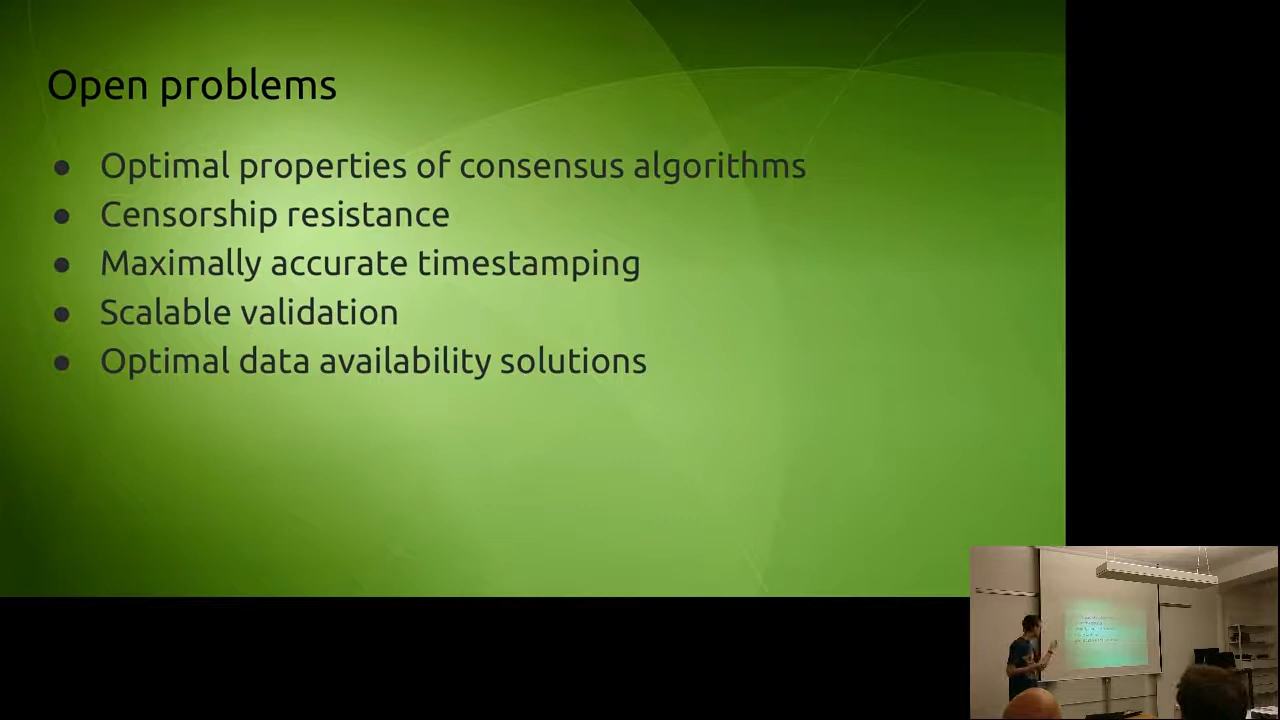 Open problems
● Optimal properties of consensus algorithms
● Censorship resistance
● Maximally accurate timestamping
● Scalable validation
● Optimal data availability solutions